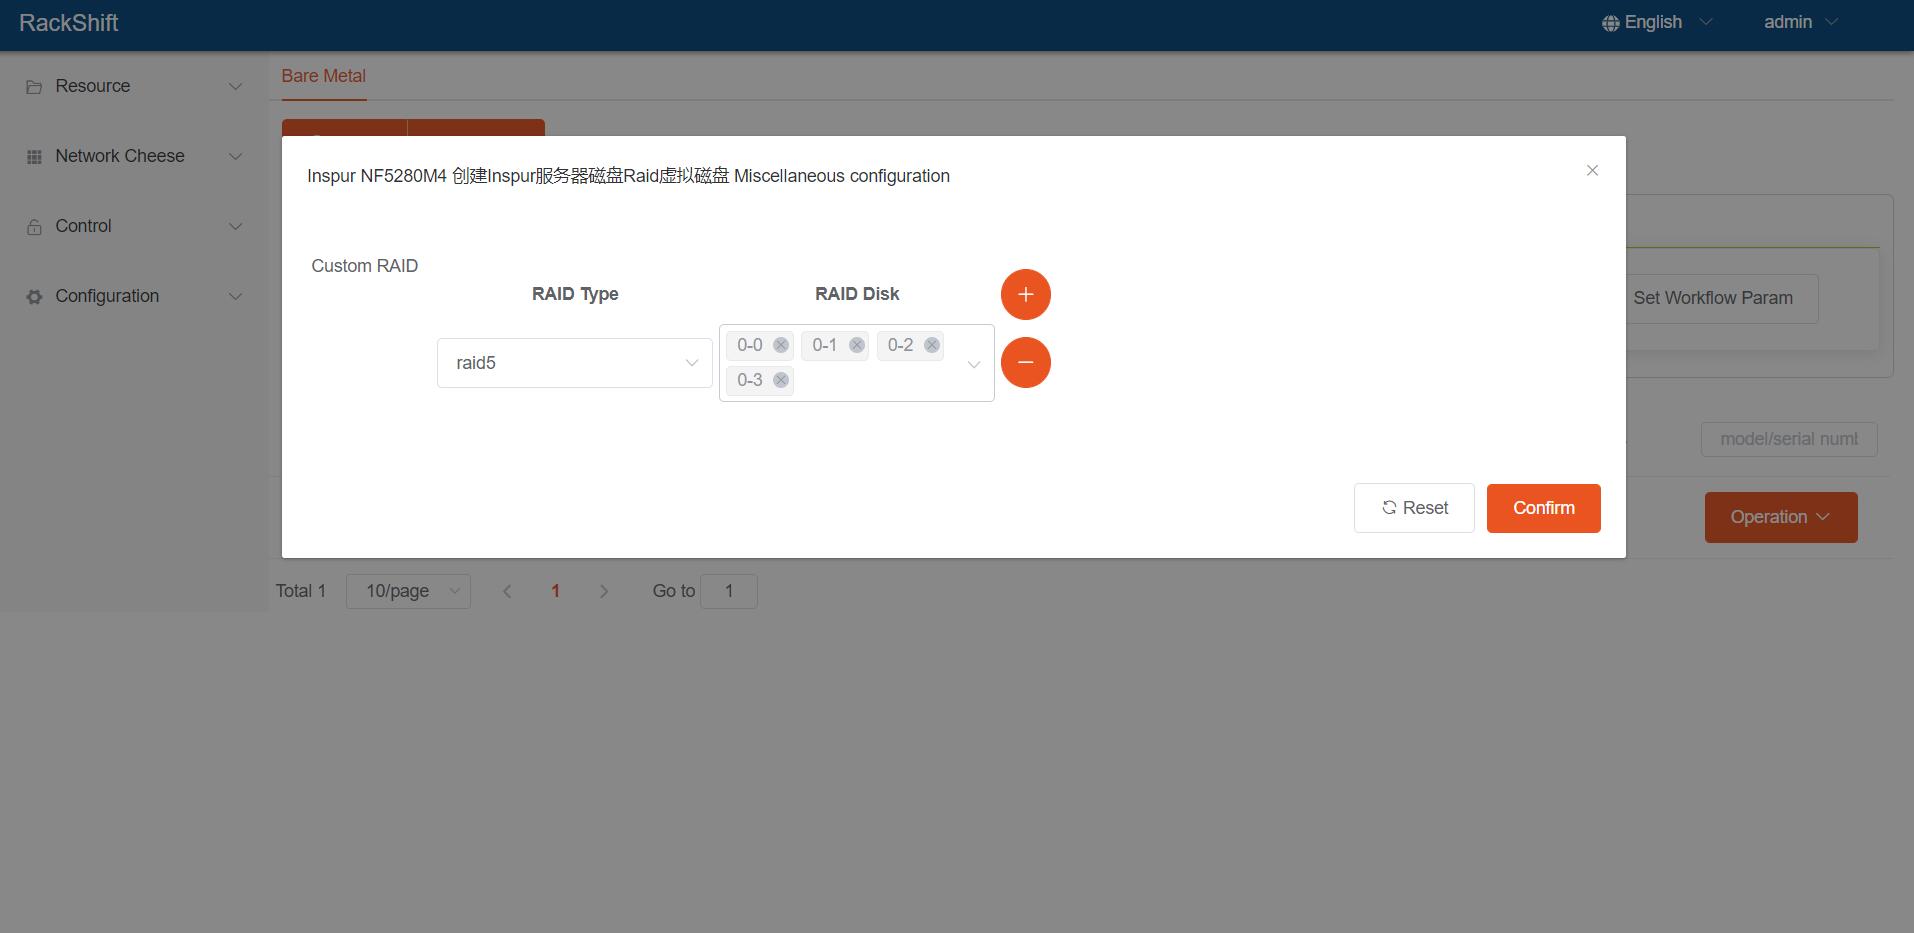 RackShift
English
admin
Resource
Network Cheese
Control
Configuration
Bare Metal
Inspur NF5280M4 创建Inspur服务器磁盘Raid虚拟磁盘 Miscellaneous configuration
Custom RAID
RAID Type
RAID Disk
raid5
0-0 0-1 0-2
0-3
Set Workflow Param
model/serial numb
Reset
Confirm
Operation
Total 1
10/page
1
Go to
1